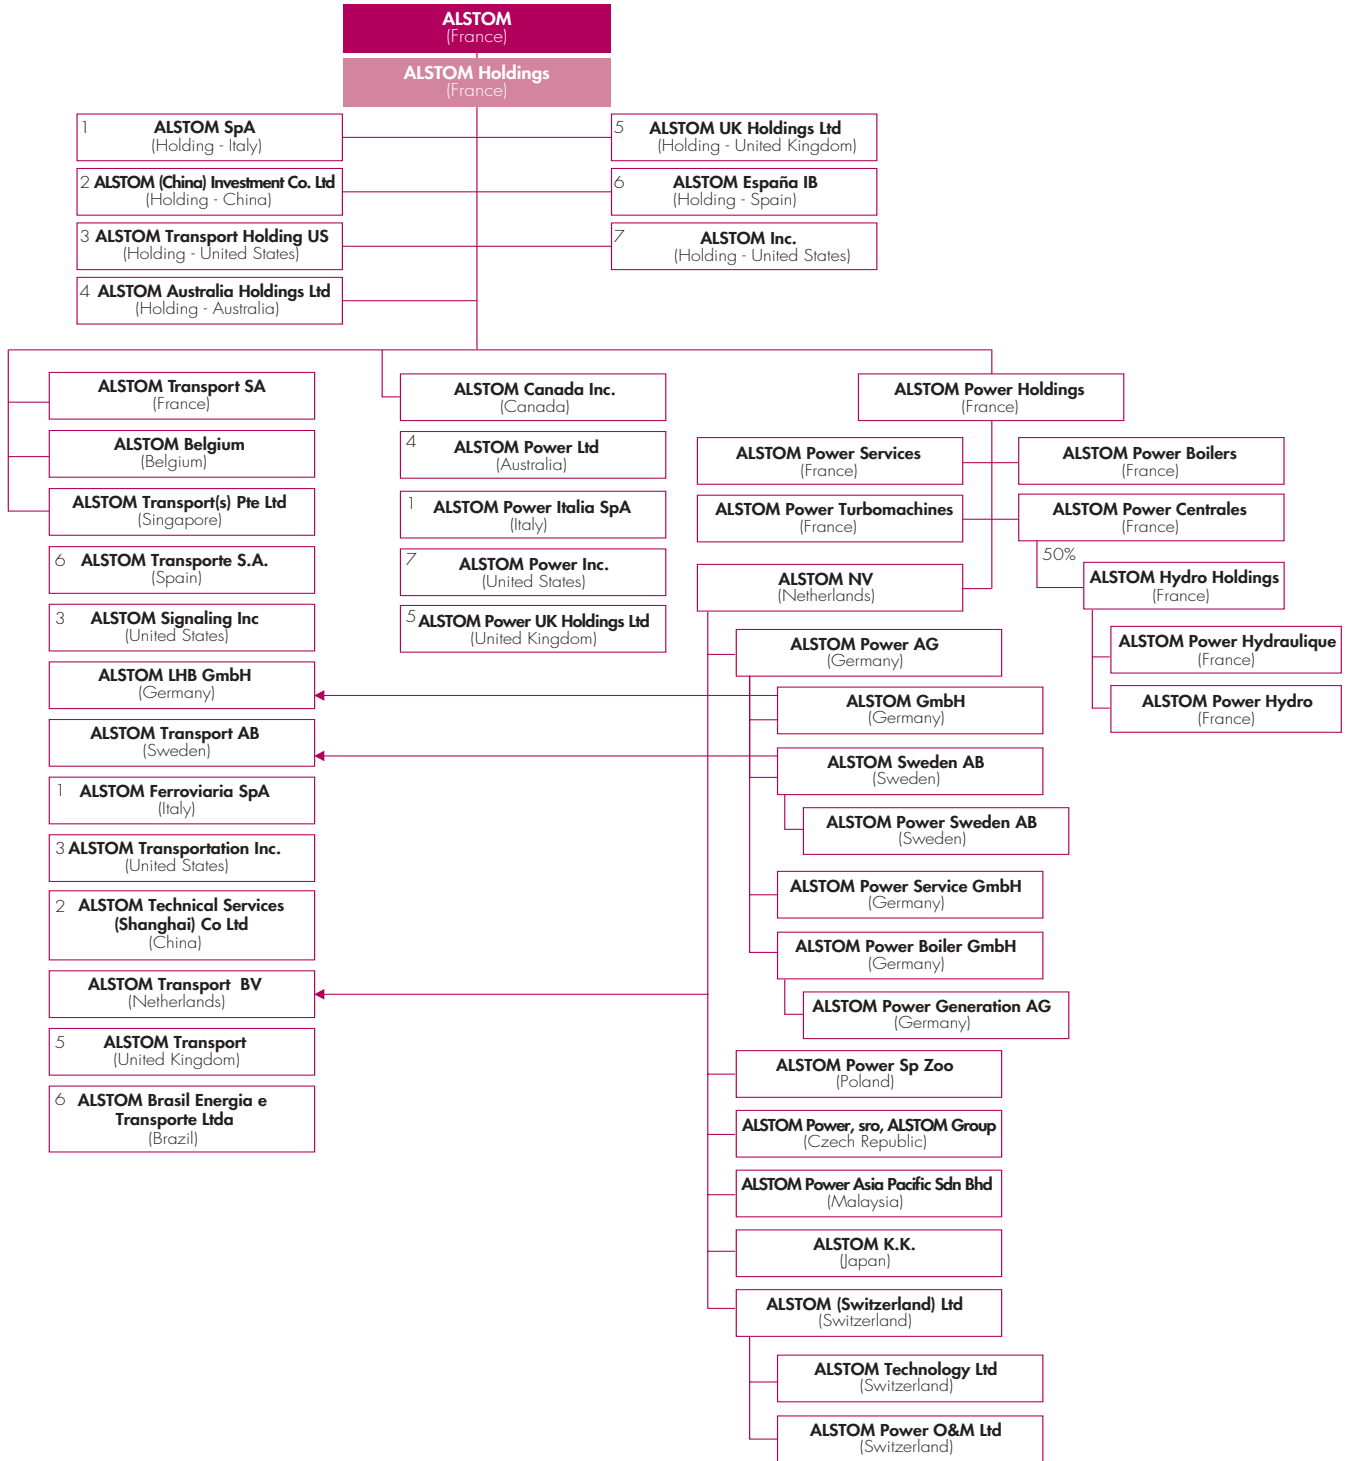 ALSTOM
(France)
ALSTOM Holdings
(France)
1 ALSTOM SpA
(Holding - Italy)
5 ALSTOM UK Holdings Ltd
(Holding - United Kingdom)
2 ALSTOM (China) Investment Co. Ltd
(Holding - China)
6 ALSTOM España IB
(Holding - Spain)
3 ALSTOM Transport Holding US
(Holding - United States)
7 ALSTOM Inc.
(Holding - United States)
4 ALSTOM Australia Holdings Ltd
(Holding - Australia)
ALSTOM Transport SA
(France)
ALSTOM Belgium
(Belgium)
ALSTOM Transport(s) Pte Ltd
(Singapore)
6 ALSTOM Transporte S.A.
(Spain)
3 ALSTOM Signaling Inc
(United States)
ALSTOM LHB GmbH
(Germany)
ALSTOM Transport AB
(Sweden)
1 ALSTOM Ferroviaria SpA
(Italy)
3 ALSTOM Transportation Inc.
(United States)
2 ALSTOM Technical Services
(Shanghai) Co Ltd
(China)
ALSTOM Transport BV
(Netherlands)
5 ALSTOM Transport
(United Kingdom)
6 ALSTOM Brasil Energia e
Transporte Ltda
(Brazil)
ALSTOM Canada Inc.
(Canada)
4 ALSTOM Power Ltd
(Australia)
1 ALSTOM Power Italia SpA
(Italy)
7 ALSTOM Power Inc.
(United States)
5 ALSTOM Power UK Holdings Ltd
(United Kingdom)
ALSTOM Power Holdings
(France)
ALSTOM Power Services
(France)
ALSTOM Power Boilers
(France)
ALSTOM Power Turbomachines
(France)
ALSTOM Power Centrales
(France)
50%
ALSTOM Hydro Holdings
(France)
ALSTOM Power Hydraulique
(France)
ALSTOM Power Hydro
(France)
ALSTOM NV
(Netherlands)
ALSTOM Power AG
(Germany)
ALSTOM GmbH
(Germany)
ALSTOM Sweden AB
(Sweden)
ALSTOM Power Sweden AB
(Sweden)
ALSTOM Power Service GmbH
(Germany)
ALSTOM Power Boiler GmbH
(Germany)
ALSTOM Power Generation AG
(Germany)
ALSTOM Power Sp Zoo
(Poland)
ALSTOM Power, sro, ALSTOM Group
(Czech Republic)
ALSTOM Power Asia Pacific Sdn Bhd
(Malaysia)
ALSTOM K.K.
(Japan)
ALSTOM (Switzerland) Ltd
(Switzerland)
ALSTOM Technology Ltd
(Switzerland)
ALSTOM Power O&M Ltd
(Switzerland)